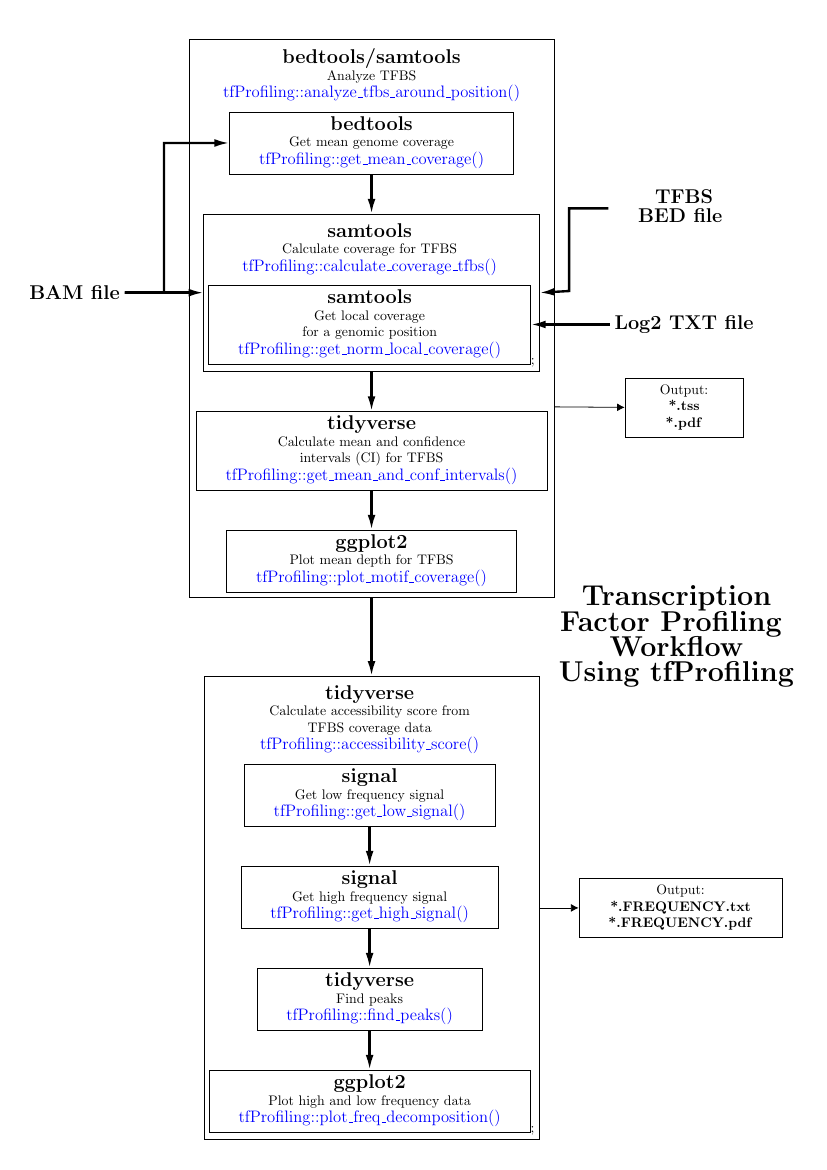 bedtools/samtools
Analyze TFBS
tfProfiling::analyze_tfbs_around_position()
bedtools
Get mean genome coverage
tfProfiling::get_mean_coverage()
TFBS
BED file
samtools
Calculate coverage for TFBS
tfProfiling::calculate_coverage_tfbs()
BAM file
samtools
Get local coverage
for a genomic position
tfProfiling::get_norm_local_coverage()
;
Log2 TXT file
Output:
*.tss
*.pdf
tidyverse
Calculate mean and confidence
intervals (CI) for TFBS
tfProfiling::get_mean_and_conf_intervals()
ggplot2
Plot mean depth for TFBS
tfProfiling::plot_motif_coverage()
Transcription
Factor Profiling
Workflow
Using tfProfiling
tidyverse
Calculate accessibility score from
TFBS coverage data
tfProfiling::accessibility_score()
signal
Get low frequency signal
tfProfiling::get_low_signal()
signal
Get high frequency signal
tfProfiling::get_high_signal()
Output:
*.FREQUENCY.txt
*.FREQUENCY.pdf
tidyverse
Find peaks
tfProfiling::find_peaks()
ggplot2
Plot high and low frequency data
tfProfiling::plot_freq_decomposition()
;